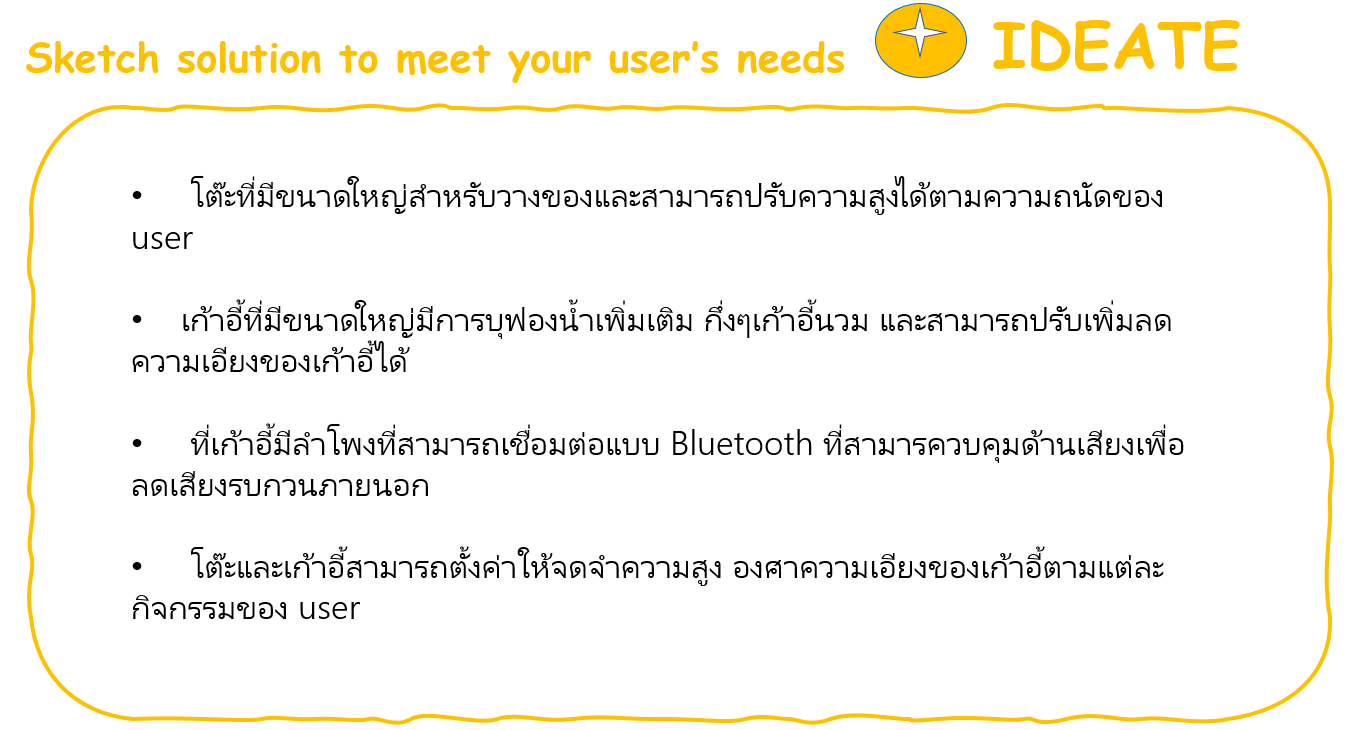 Sketch solution to meet your user's needs
IDEATE
• โต๊ะที่มีขนาดใหญ่สำหรับวางของและสามารถปรับความสูงได้ตามความถนัดของ
user
• เก้าอี้ที่มีขนาดใหญ่มีการบุฟองน้ำเพิ่มเติม กึ่งๆเก้าอี้นวม และสามารถปรับเพิ่มลด
ความเอียงของเก้าอี้ได้
• ที่เก้าอี้มีลำโพงที่สามารถเชื่อมต่อแบบ Bluetooth ที่สามารควบคุมด้านเสียงเพื่อ
ลดเสียงรบกวนภายนอก
• โต๊ะและเก้าอี้สามารถตั้งค่าให้จดจำความสูง องศาความเอียงของเก้าอี้ตามแต่ละ
กิจกรรมของ user